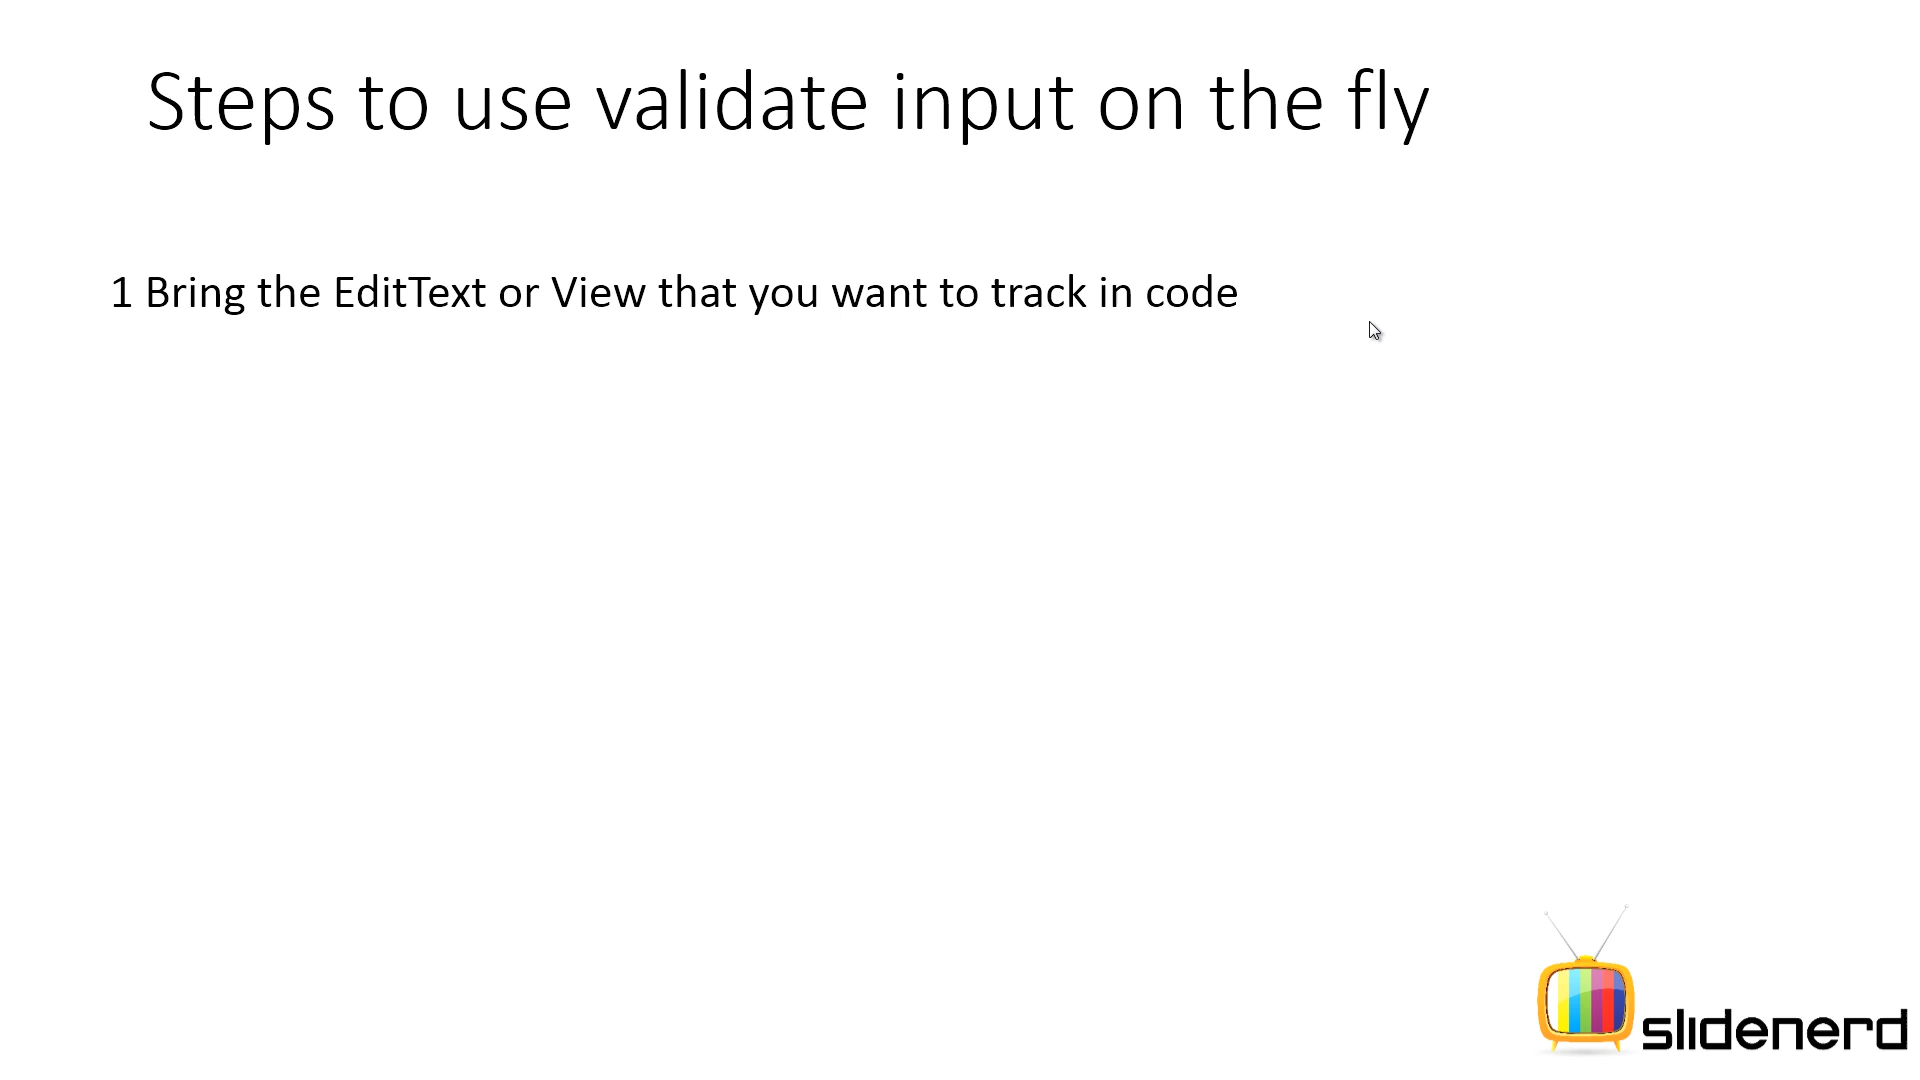 Steps to use validate input on the fly
1 Bring the EditText or View that you want to track in code
slidenerd